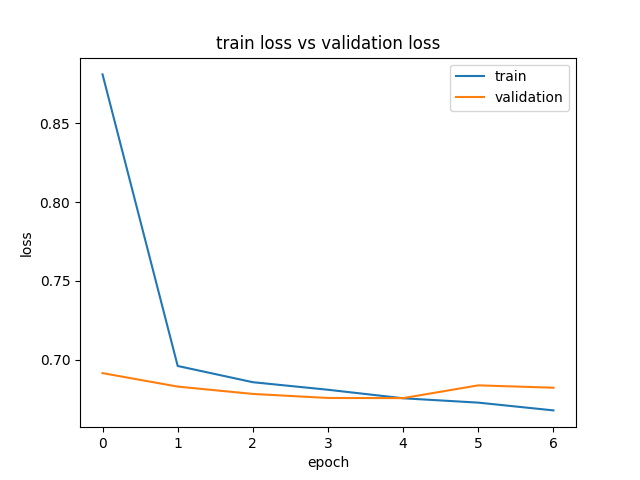 train loss vs validation loss
train
validation
loss
0.85
0.80
0.75
0.70
0 1 2 3 4 5 6
epoch